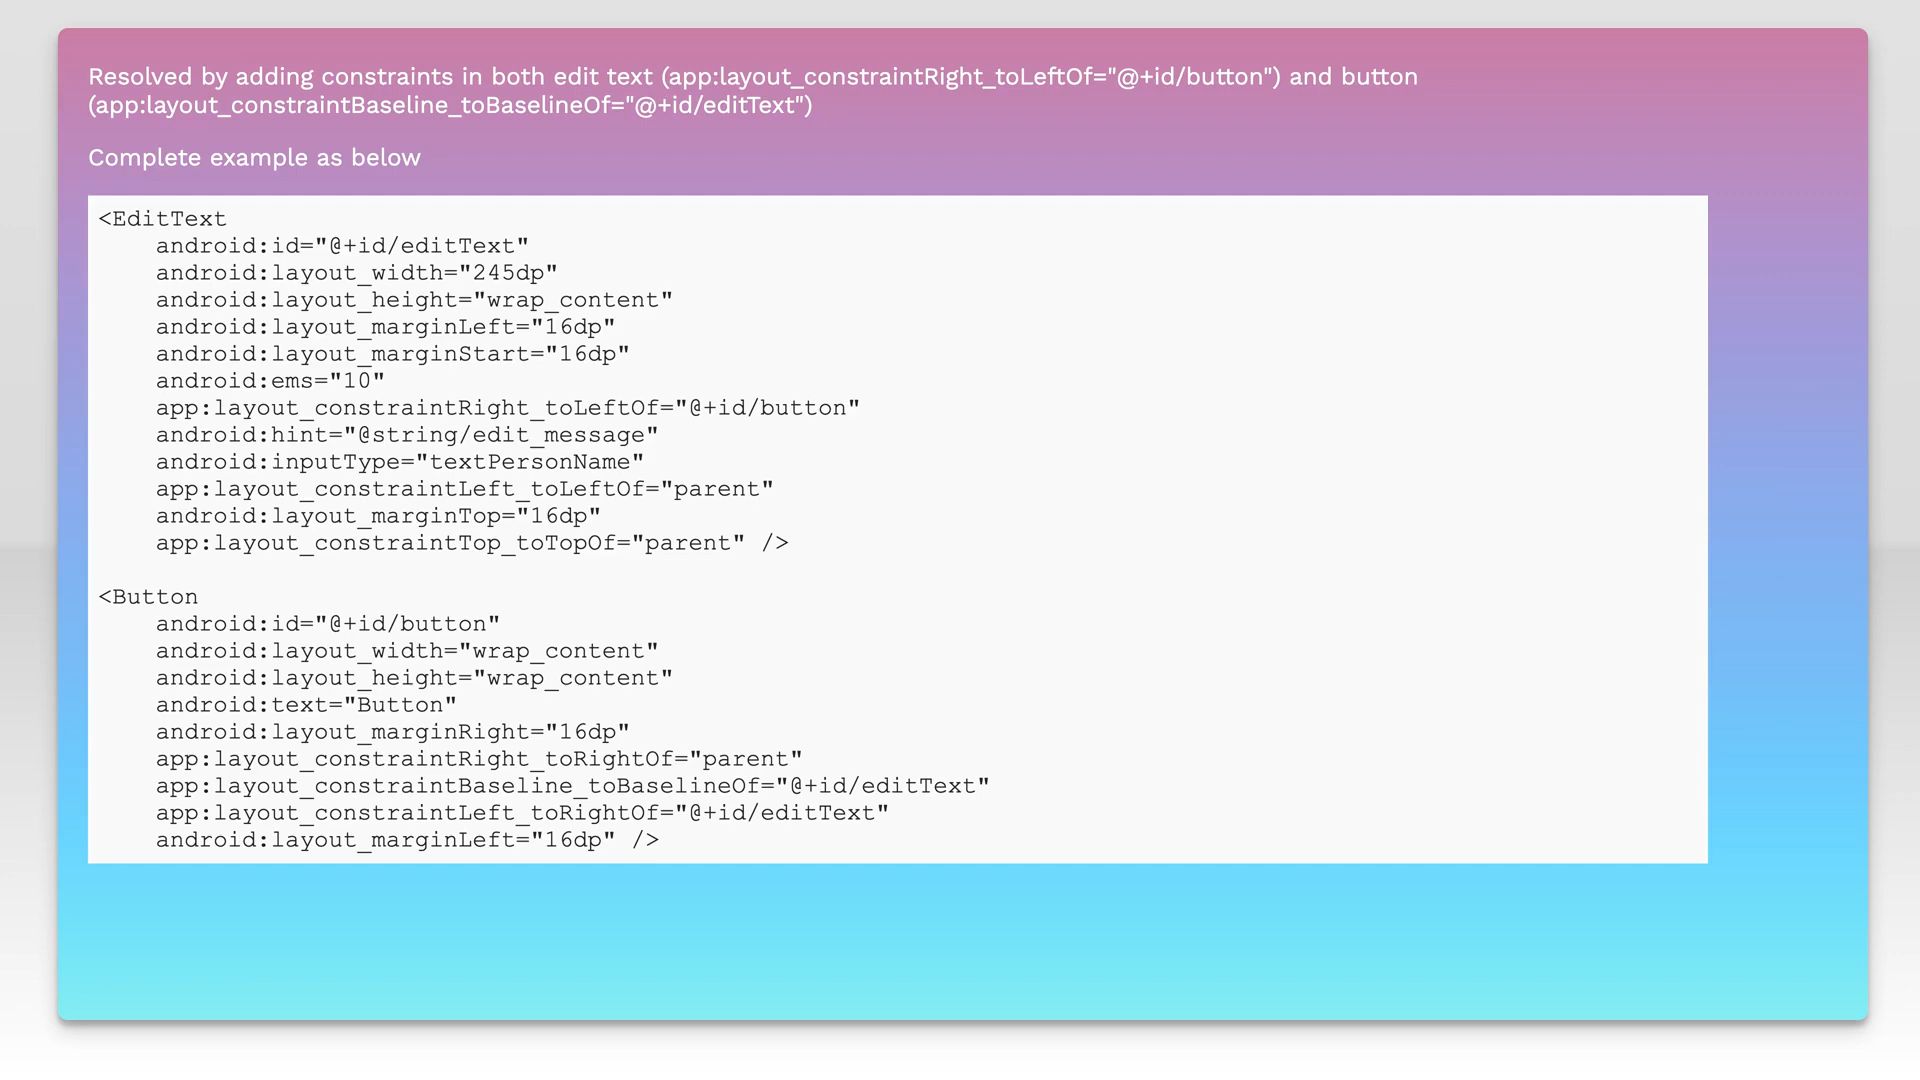 Resolved by adding constraints in both edit text (app:layout_constraintRight_toLeftOf="@+id/button") and button
(app:layout_constraintBaseline_toBaselineOf="@+id/editText")
Complete example as below
<EditText
    android:id="@+id/editText"
    android:layout_width="245dp"
    android:layout_height="wrap_content"
    android:layout_marginLeft="16dp"
    android:layout_marginStart="16dp"
    android:ems="10"
    app:layout_constraintRight_toLeftOf="@+id/button"
    android:hint="@string/edit_message"
    android:inputType="textPersonName"
    app:layout_constraintLeft_toLeftOf="parent"
    android:layout_marginTop="16dp"
    app:layout_constraintTop_toTopOf="parent" />

<Button
    android:id="@+id/button"
    android:layout_width="wrap_content"
    android:layout_height="wrap_content"
    android:text="Button"
    android:layout_marginRight="16dp"
    app:layout_constraintRight_toRightOf="parent"
    app:layout_constraintBaseline_toBaselineOf="@+id/editText"
    app:layout_constraintLeft_toRightOf="@+id/editText"
    android:layout_marginLeft="16dp" />